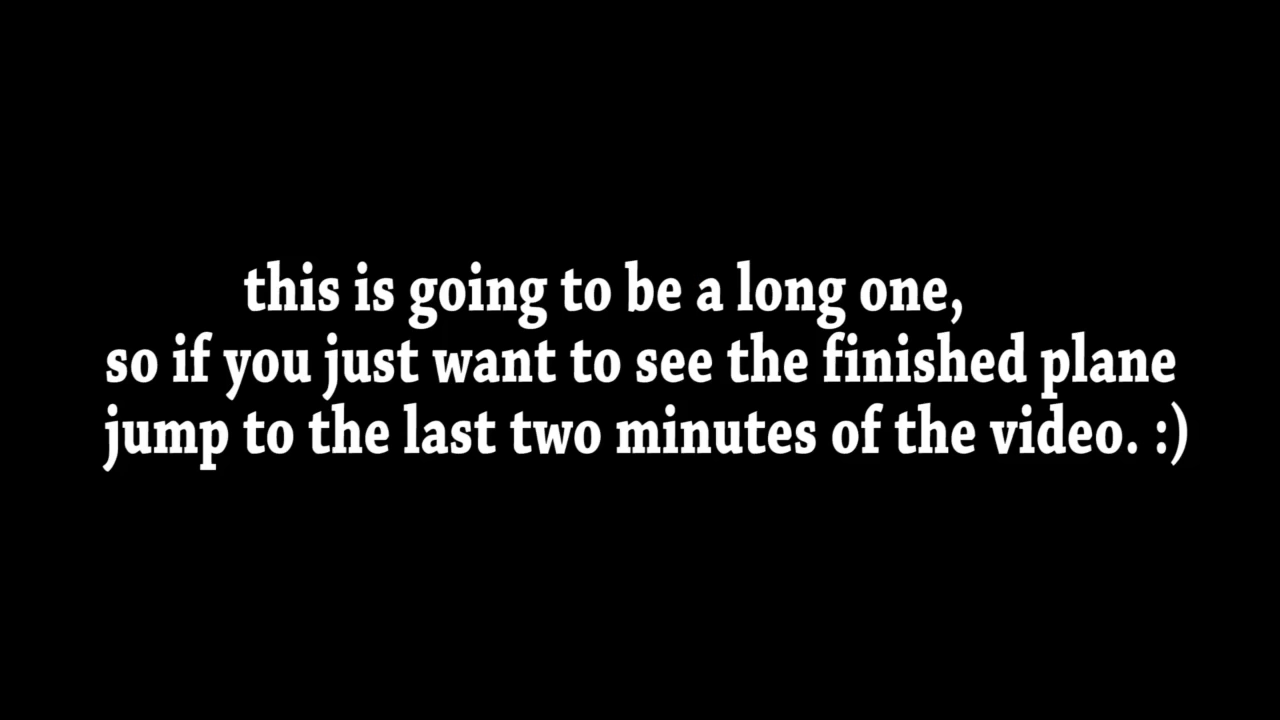 this is going to be a long one,
so if you just want to see the finished plane
jump to the last two minutes of the video. :)